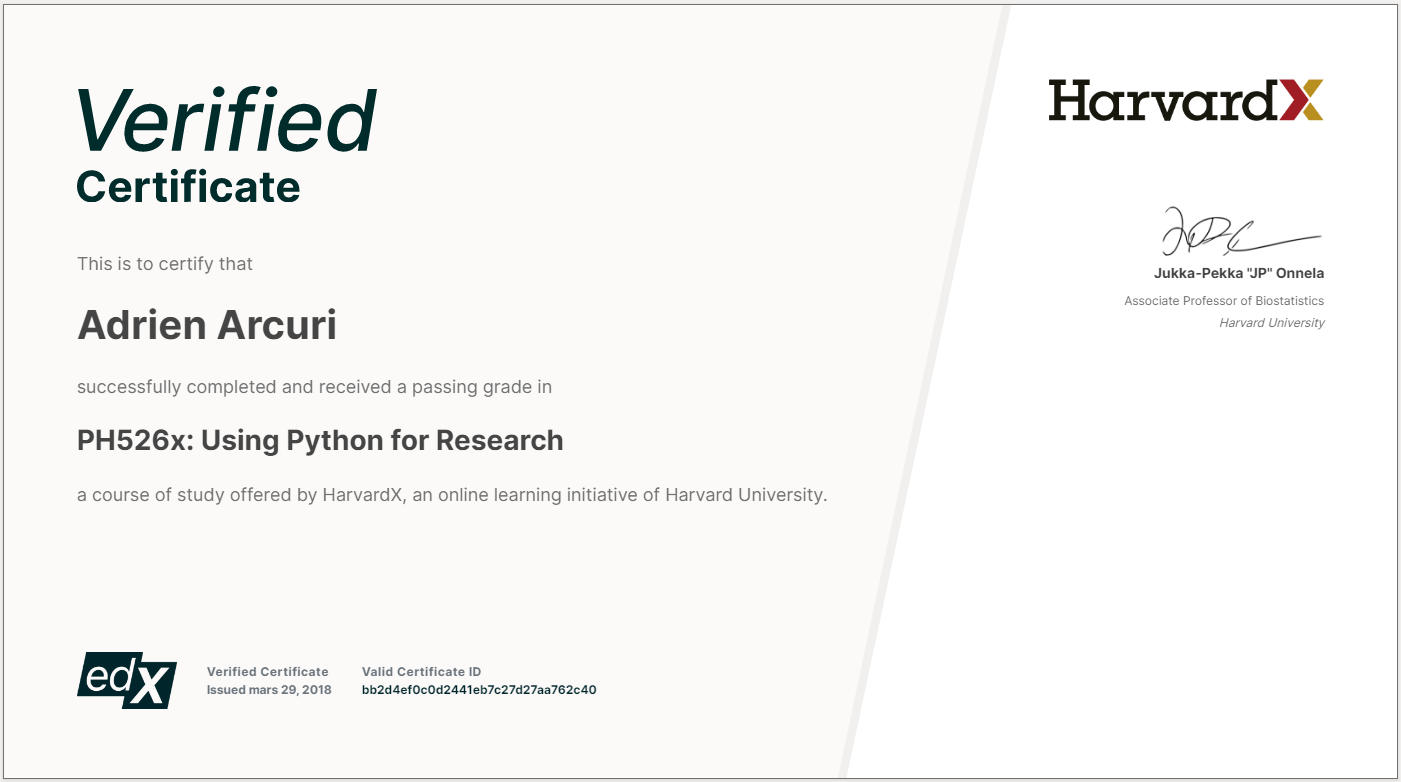 Verified
Certificate
This is to certify that
Adrien Arcuri
successfully completed and received a passing grade in
PH526x: Using Python for Research
a course of study offered by HarvardX, an online learning initiative of Harvard University.
edX
Verified Certificate
Issued mars 29, 2018
Valid Certificate ID
bb2d4ef0c0d2441eb7c27d27aa762c40
HarvardX
Jukka-Pekka "JP" Onnela
Associate Professor of Biostatistics
Harvard University